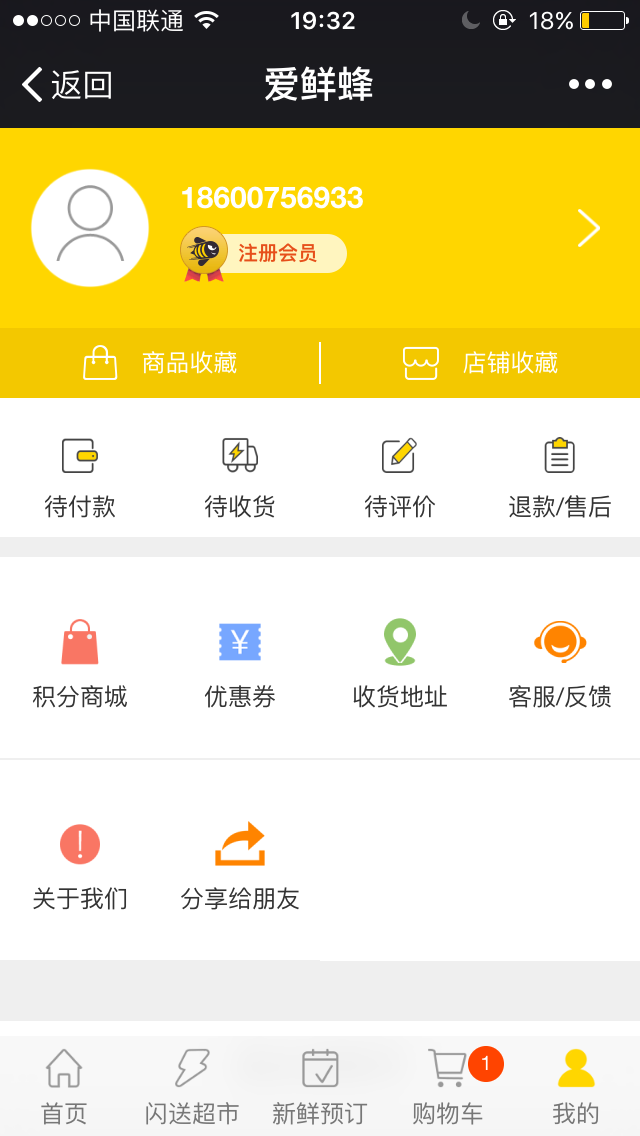 中国联通 19:32 18%
返回 爱鲜蜂
18600756933
注册会员
商品收藏 店铺收藏
待付款 待收货 待评价 退款/售后
¥
积分商城 优惠券 收货地址 客服/反馈
!
关于我们 分享给朋友
1
首页 闪送超市 新鲜预订 购物车 我的